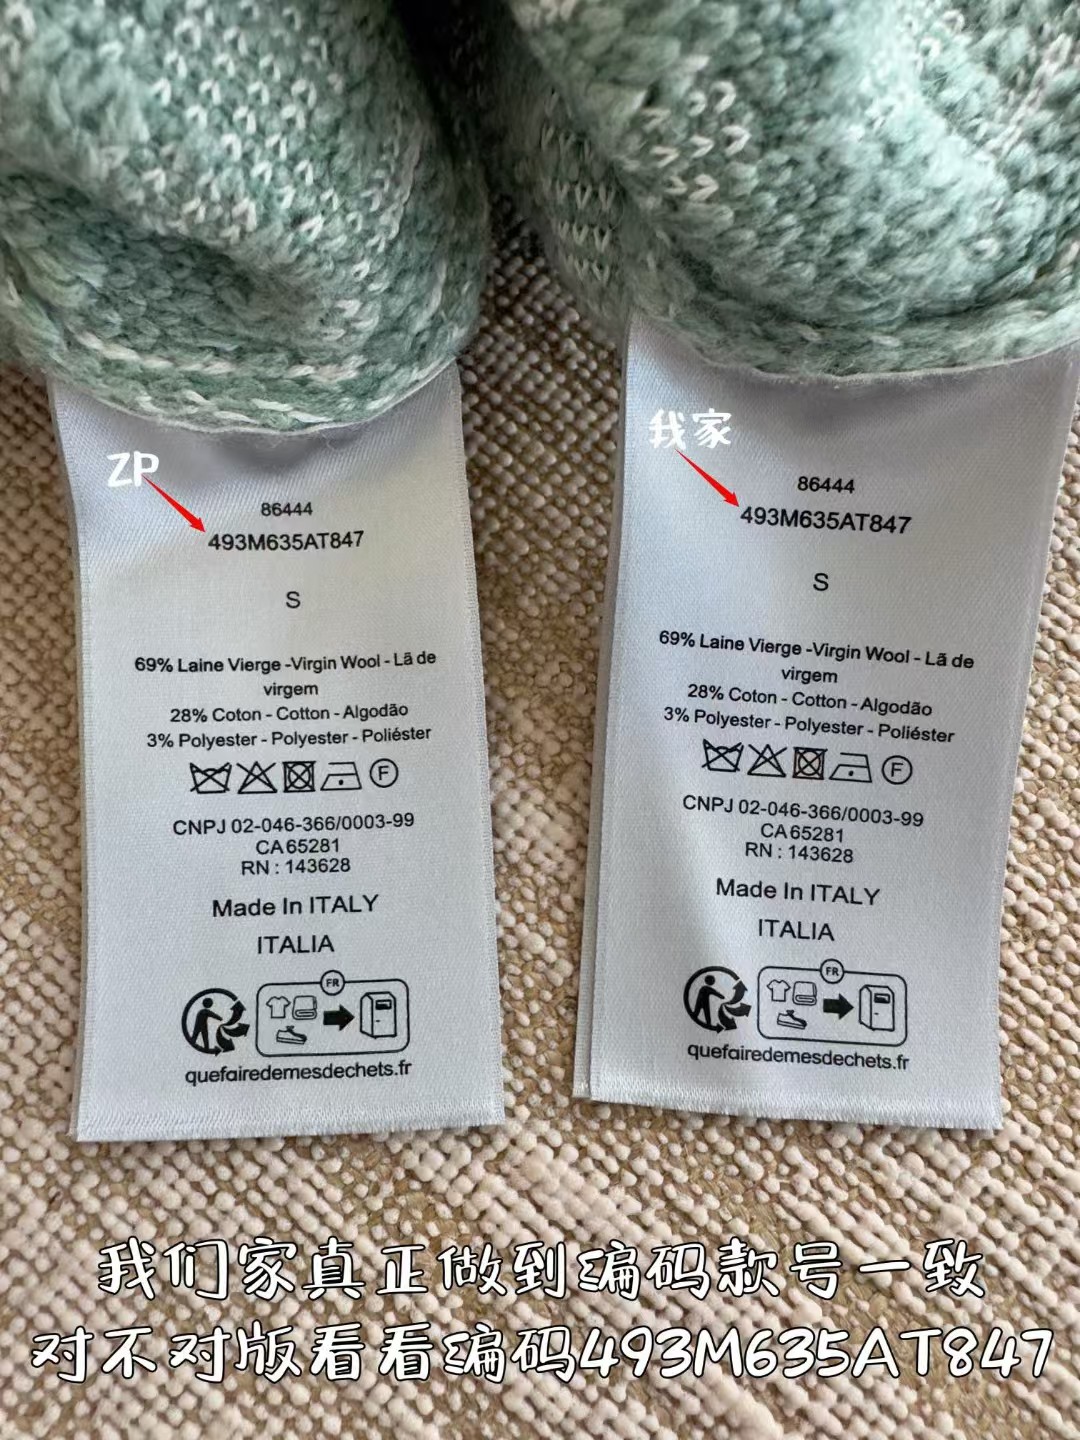 ZP
86444
493M635AT847
S
69% Laine Vierge -Virgin Wool - Lã de
virgem
28% Coton - Cotton - Algodão
3% Polyester - Polyester - Poliéster
F
CNPJ 02-046-366/0003-99
CA 65281
RN : 143628
Made In ITALY
ITALIA
FR
quefairedemesdechets.fr
我家
86444
493M635AT847
S
69% Laine Vierge -Virgin Wool - Lã de
virgem
28% Coton - Cotton - Algodão
3% Polyester - Polyester - Poliéster
F
CNPJ 02-046-366/0003-99
CA 65281
RN : 143628
Made In ITALY
ITALIA
FR
quefairedemesdechets.fr
我们家真正做到编码款号一致
对不对版看看编码493M635AT847